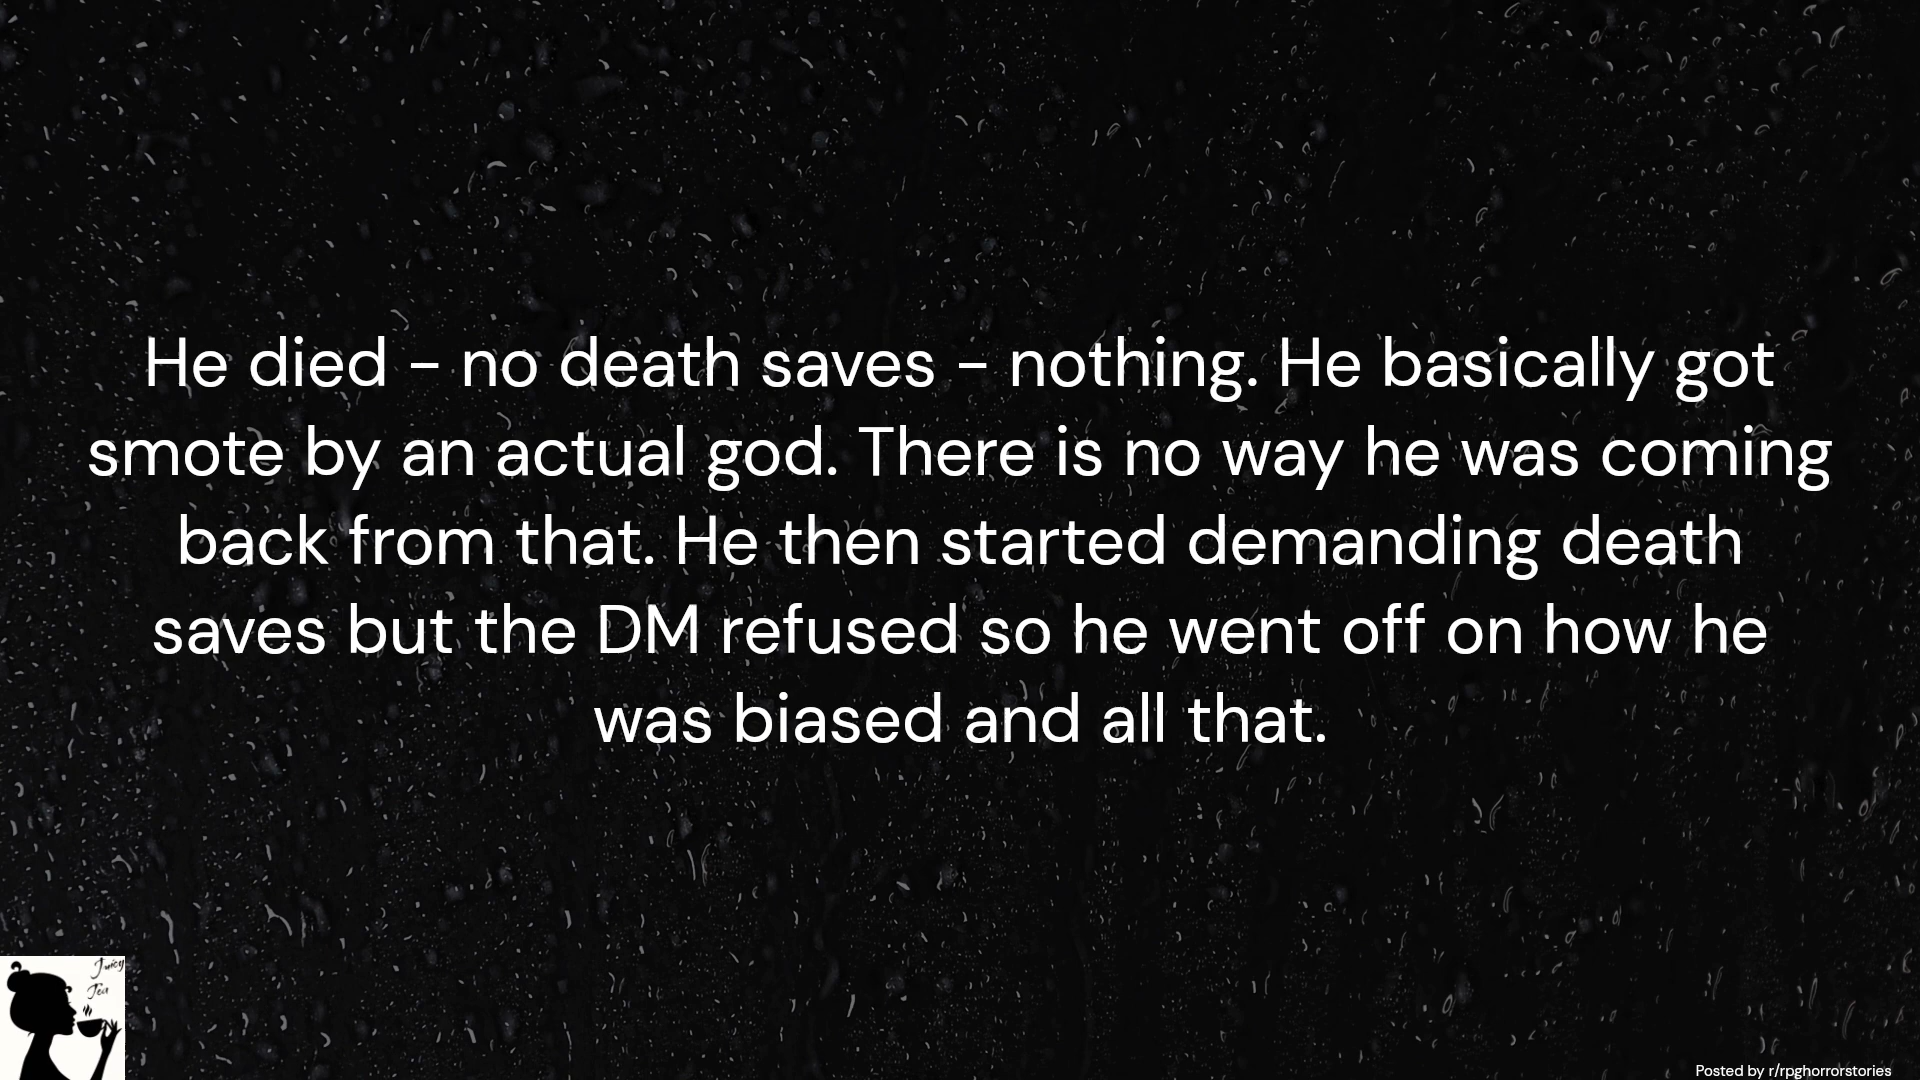 He died – no death saves – nothing. He basically got
smote by an actual god. There is no way he was coming
back from that. He then started demanding death
saves but the DM refused so he went off on how he
was biased and all that.
Juicy
Tea
Posted by r/rpghorrorstories